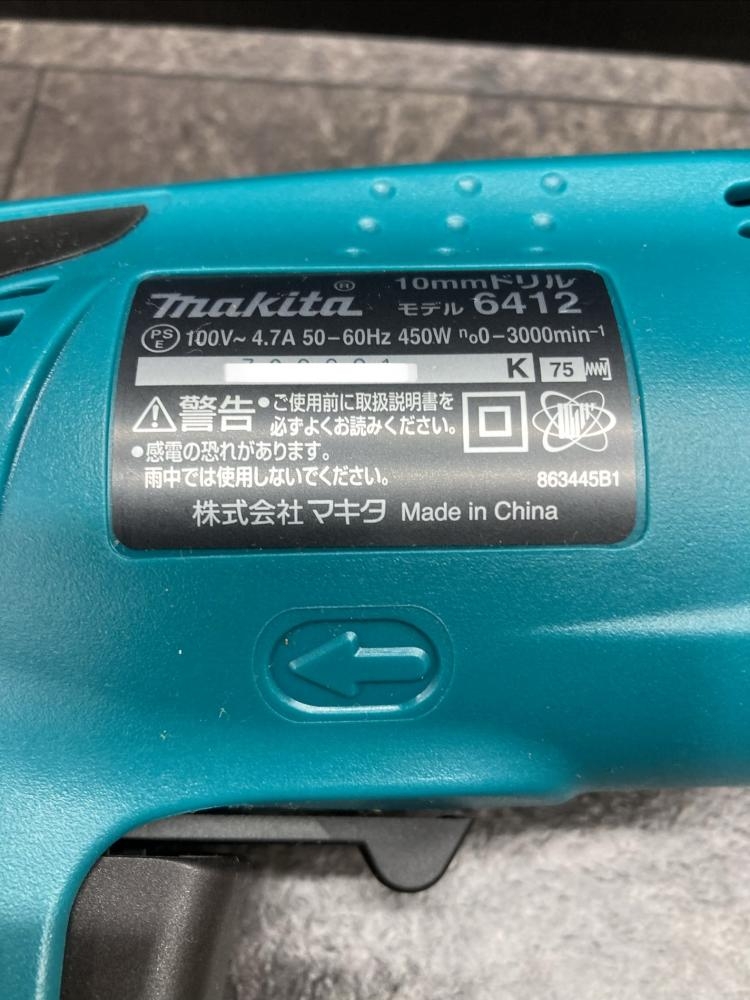 makita® 10mmドリル
モデル 6412
PSE 100V~ 4.7A 50-60Hz 450W n₀0-3000min⁻¹
K 75
⚠警告 ●ご使用前に取扱説明書を
必ずよくお読みください。
●感電の恐れがあります。
雨中では使用しないでください。
863445B1
株式会社マキタ Made in China